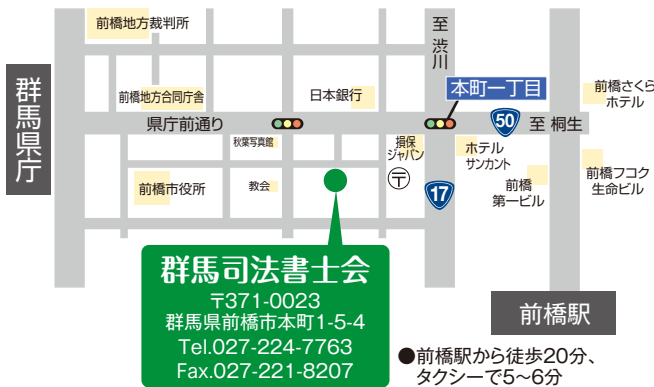 前橋地方裁判所
至
渋
川
群
馬
県
庁
前橋地方合同庁舎
日本銀行
本町一丁目
前橋さくら
ホテル
県庁前通り
50
至 桐生
秋葉写真館
損保
ジャパン
ホテル
サンカント
前橋市役所
教会
〒
17
前橋
第一ビル
前橋フコク
生命ビル
群馬司法書士会
〒371-0023
群馬県前橋市本町1-5-4
Tel.027-224-7763
Fax.027-221-8207
前橋駅
●前橋駅から徒歩20分、
タクシーで5〜6分